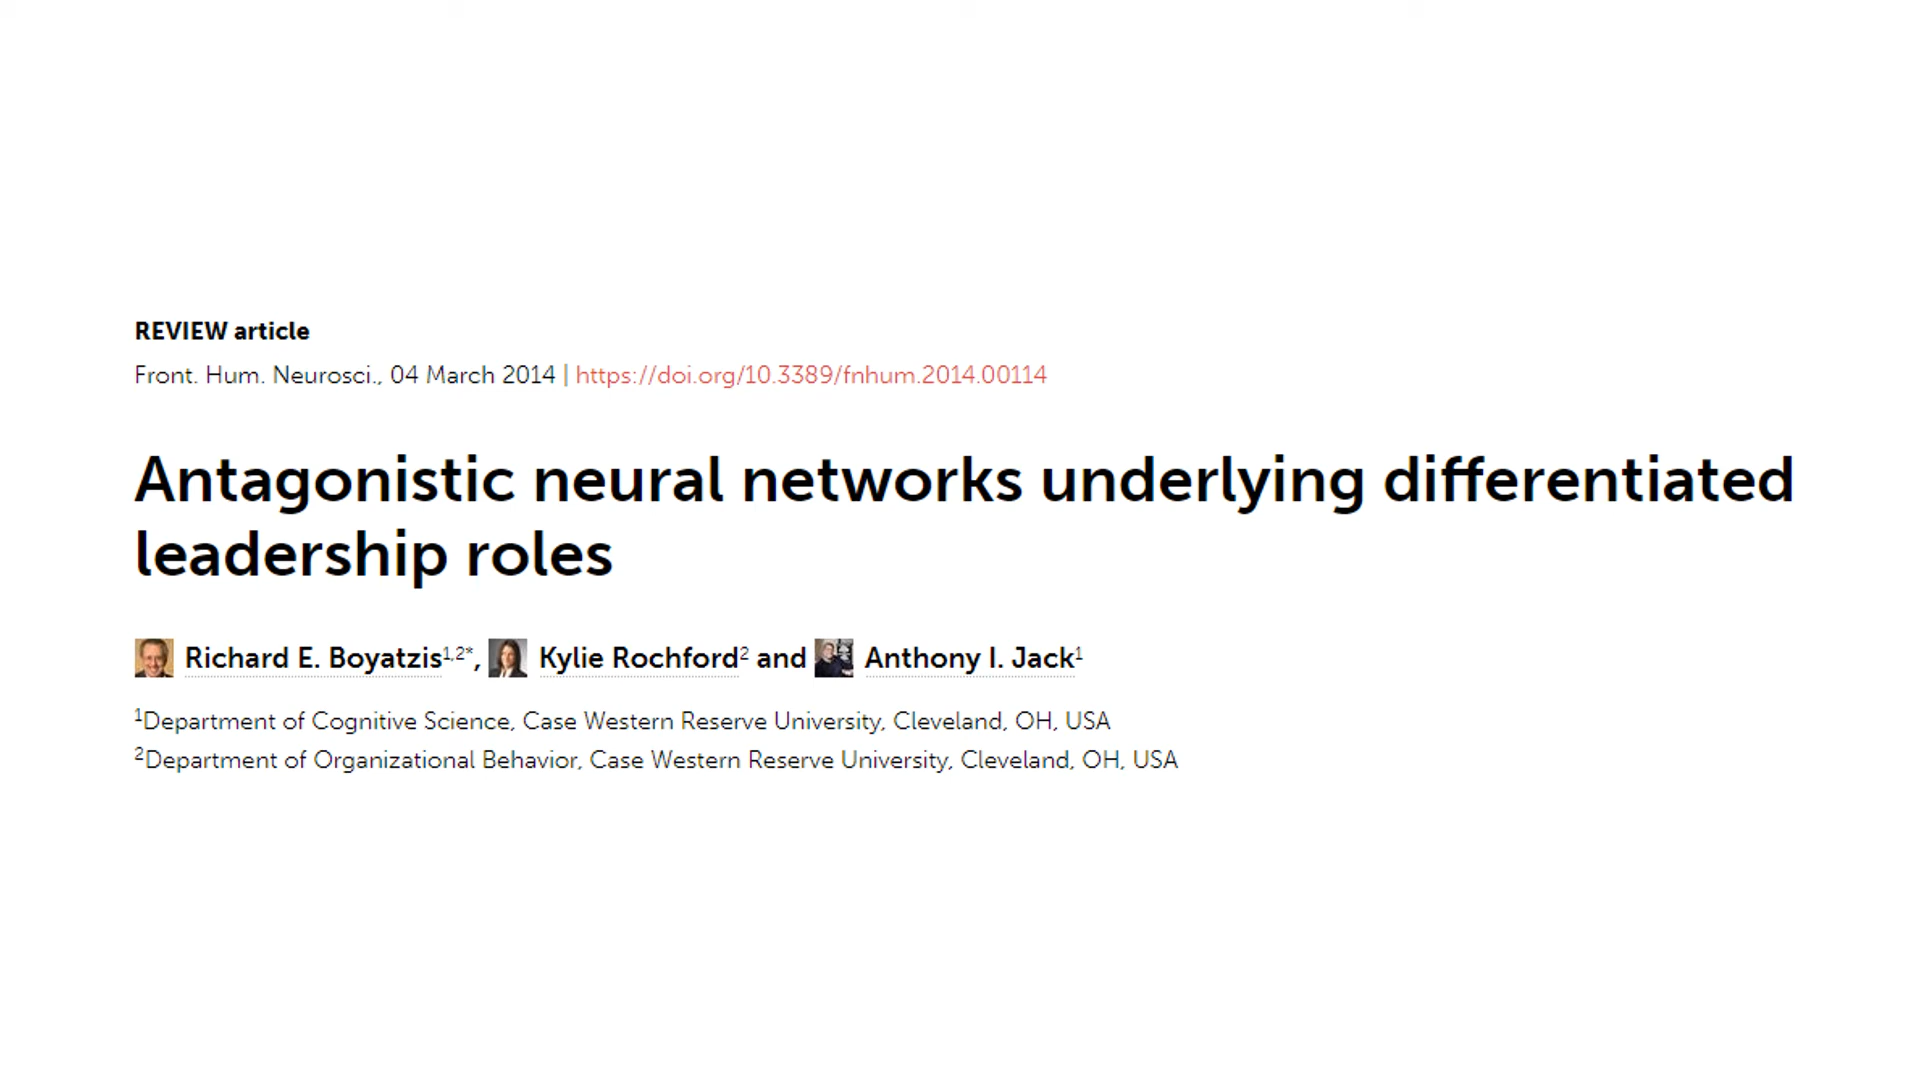 REVIEW article
Front. Hum. Neurosci., 04 March 2014 | https://doi.org/10.3389/fnhum.2014.00114
Antagonistic neural networks underlying differentiated
leadership roles
Richard E. Boyatzis1,2*, Kylie Rochford2 and Anthony I. Jack1
1Department of Cognitive Science, Case Western Reserve University, Cleveland, OH, USA
2Department of Organizational Behavior, Case Western Reserve University, Cleveland, OH, USA